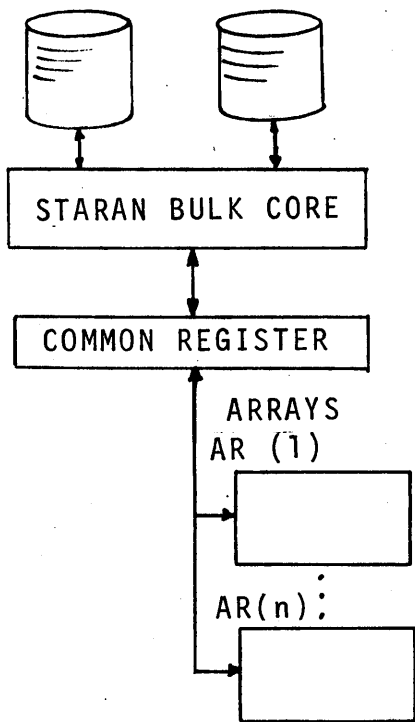 STARAN BULK CORE
COMMON REGISTER
ARRAYS
AR (1)
AR(n)